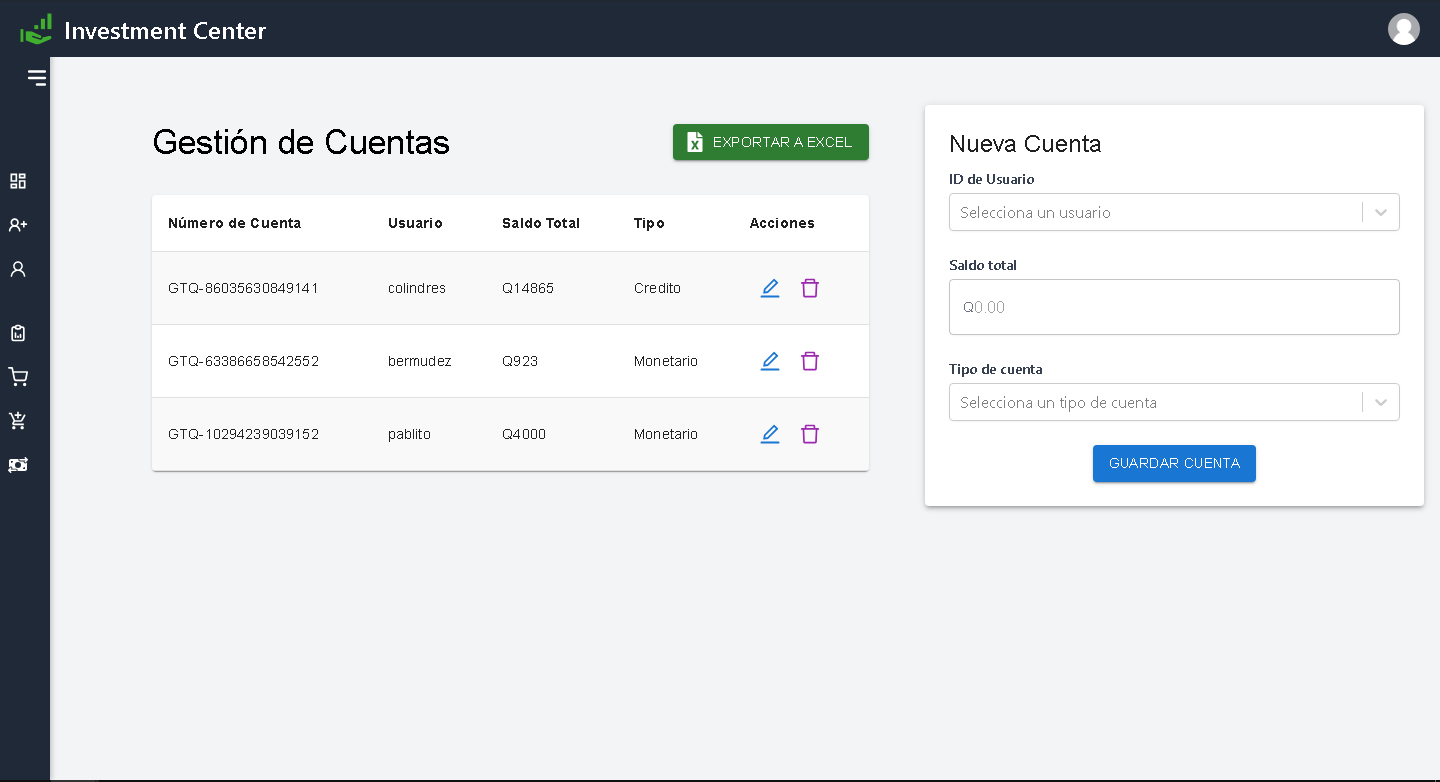 Investment Center
Gestión de Cuentas
EXPORTAR A EXCEL
Número de Cuenta Usuario Saldo Total Tipo Acciones
GTQ-86035630849141 colindres Q14865 Credito
GTQ-63386658542552 bermudez Q923 Monetario
GTQ-10294239039152 pablito Q4000 Monetario
Nueva Cuenta
ID de Usuario
Selecciona un usuario
Saldo total
Q0.00
Tipo de cuenta
Selecciona un tipo de cuenta
GUARDAR CUENTA